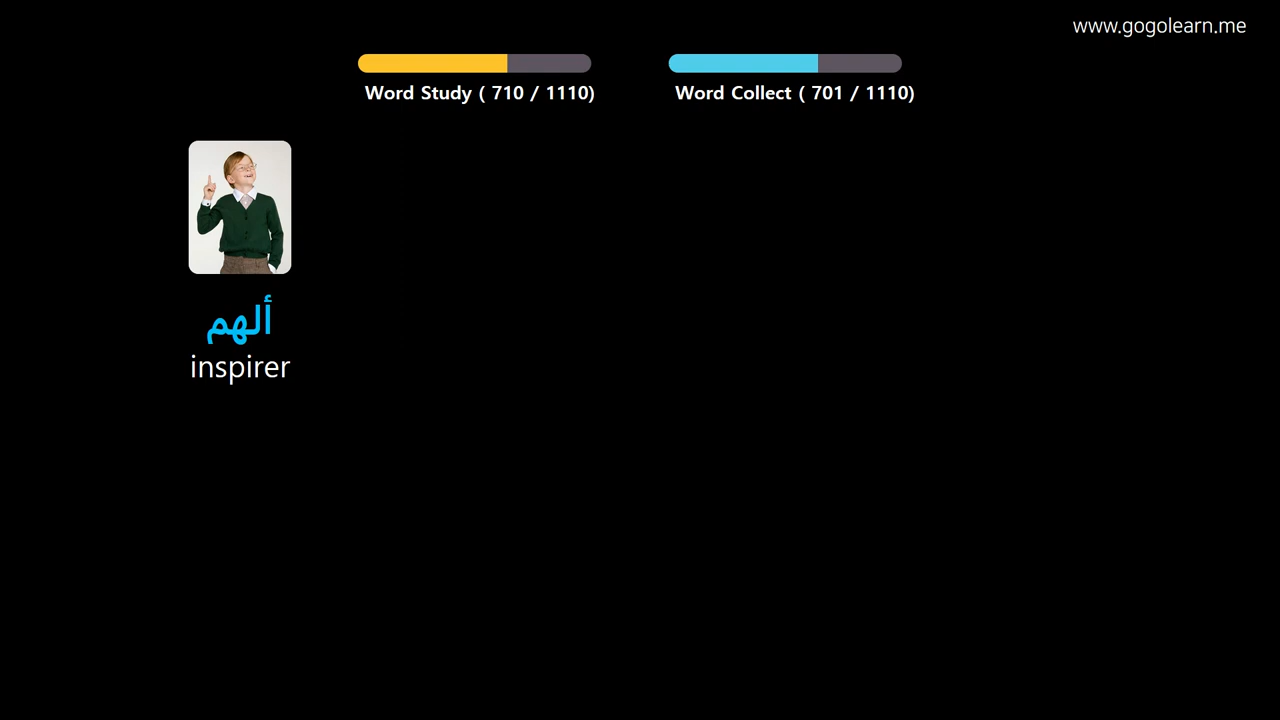 www.gogolearn.me
Word Study ( 710 / 1110)
Word Collect ( 701 / 1110)
ألهم
inspirer